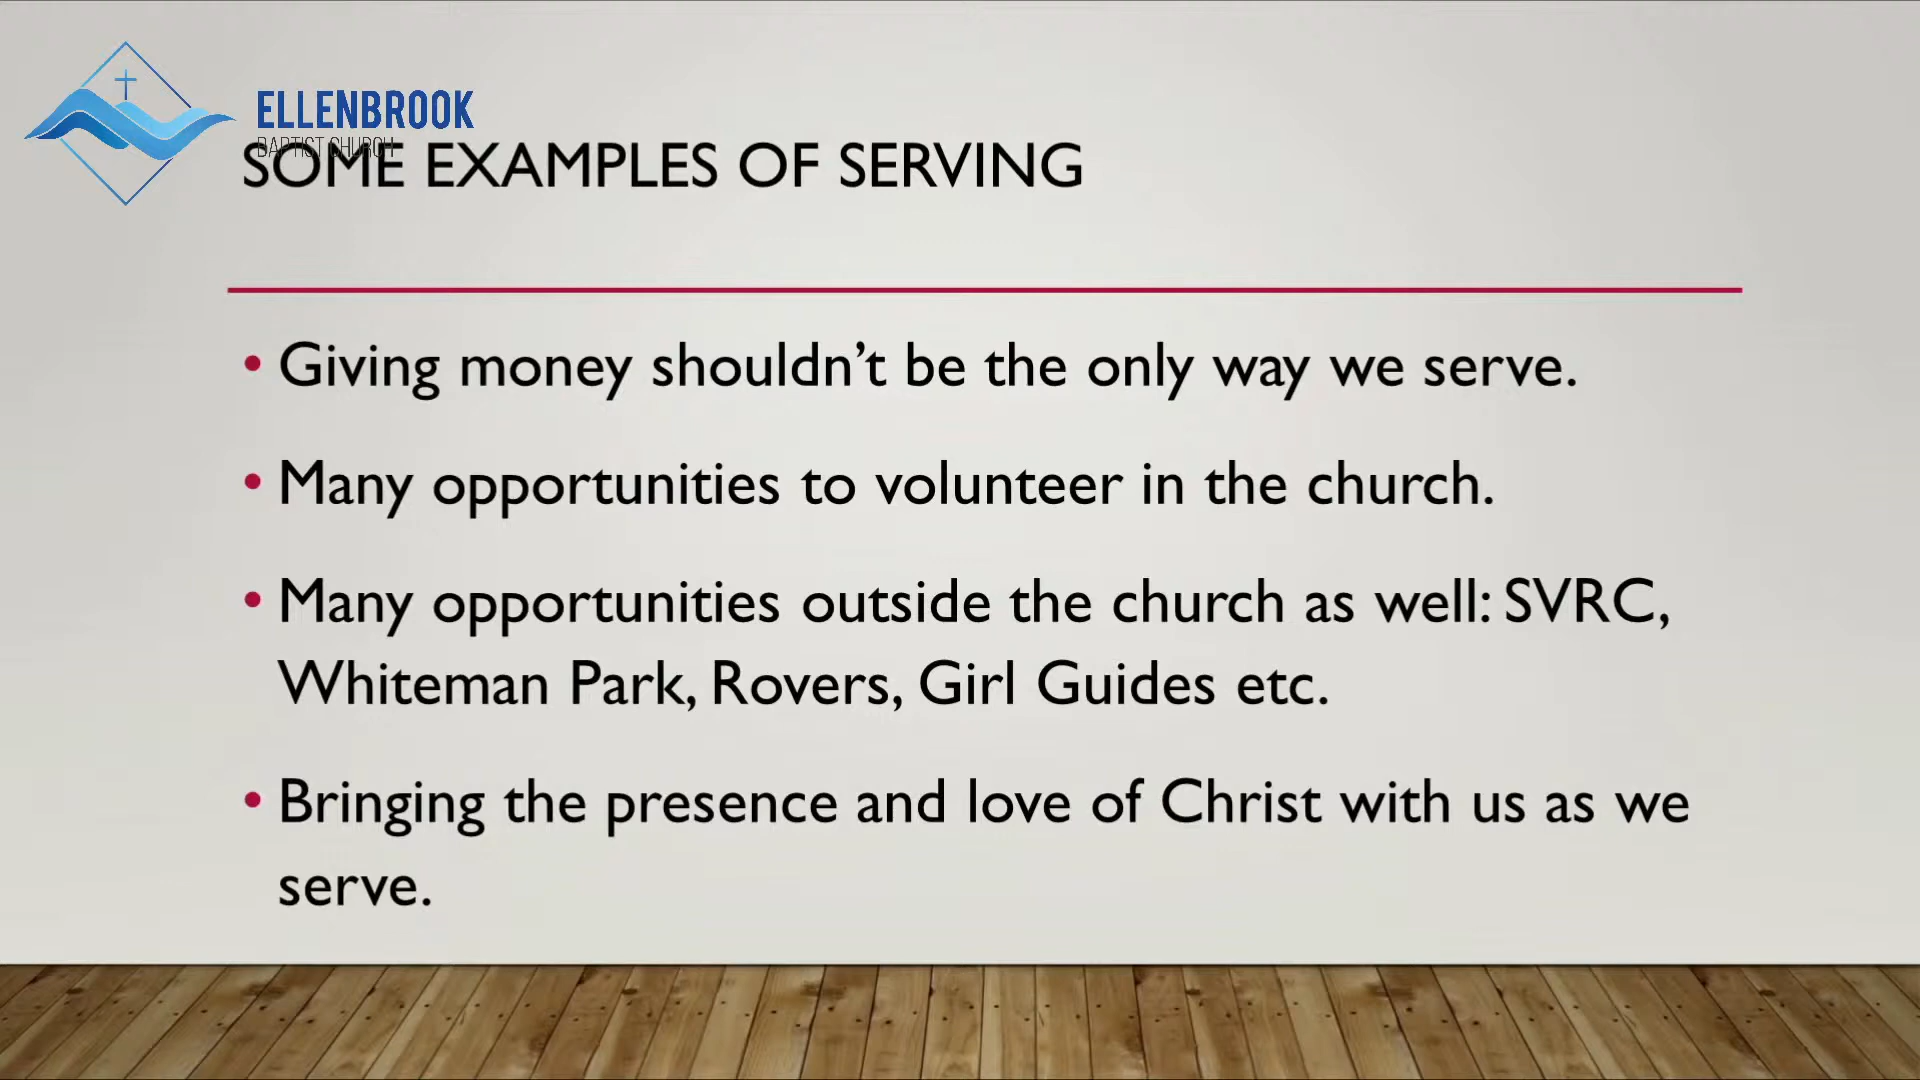 ELLENBROOK
BAPTIST CHURCH
SOME EXAMPLES OF SERVING
• Giving money shouldn’t be the only way we serve.
• Many opportunities to volunteer in the church.
• Many opportunities outside the church as well: SVRC,
Whiteman Park, Rovers, Girl Guides etc.
• Bringing the presence and love of Christ with us as we
serve.